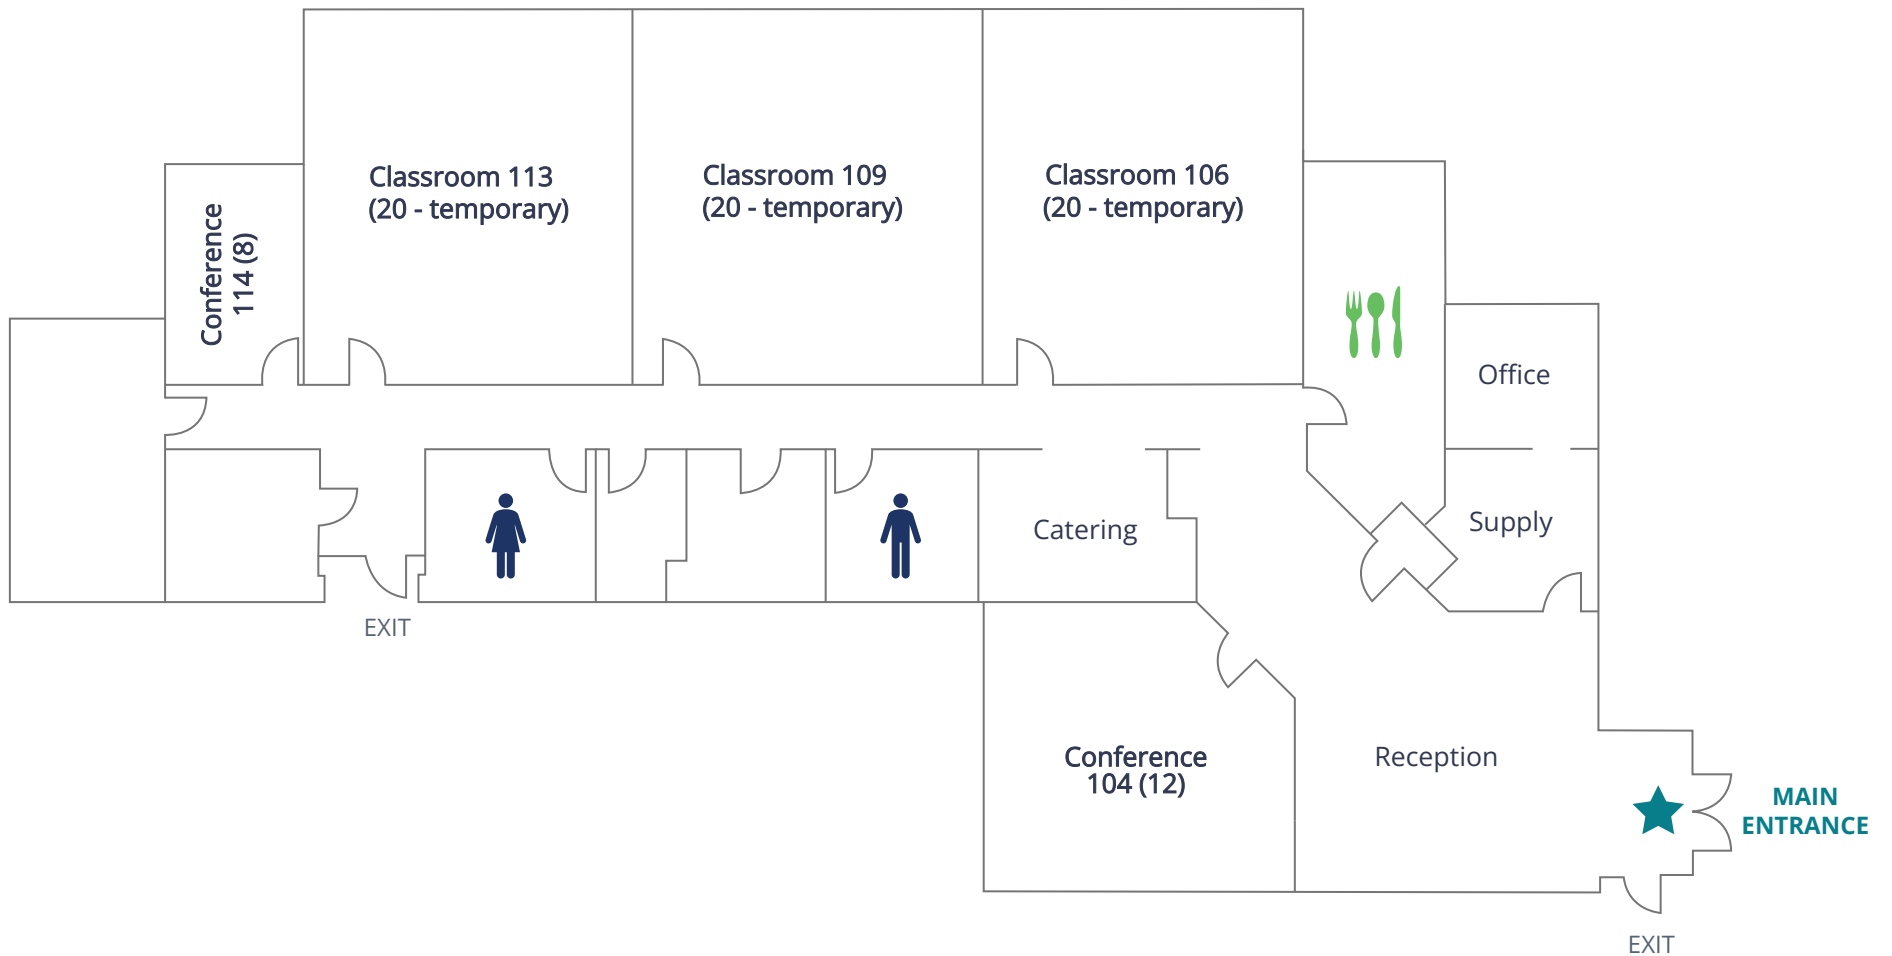 Classroom 113
(20 - temporary)
Classroom 109
(20 - temporary)
Classroom 106
(20 - temporary)
Conference
114 (8)
Office
Supply
Catering
EXIT
Conference
104 (12)
Reception
MAIN
ENTRANCE
EXIT